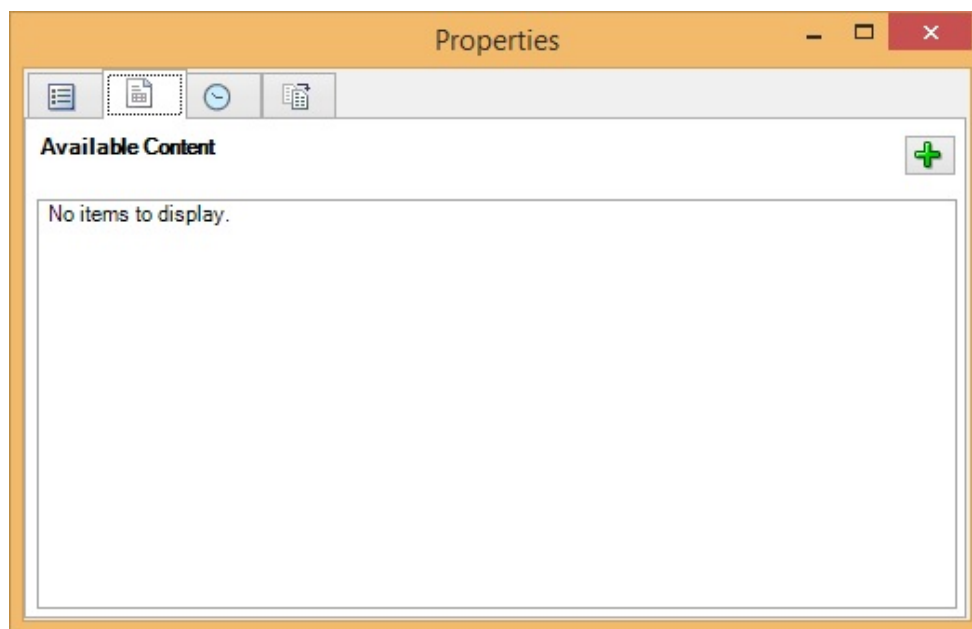 Properties
Available Content
No items to display.